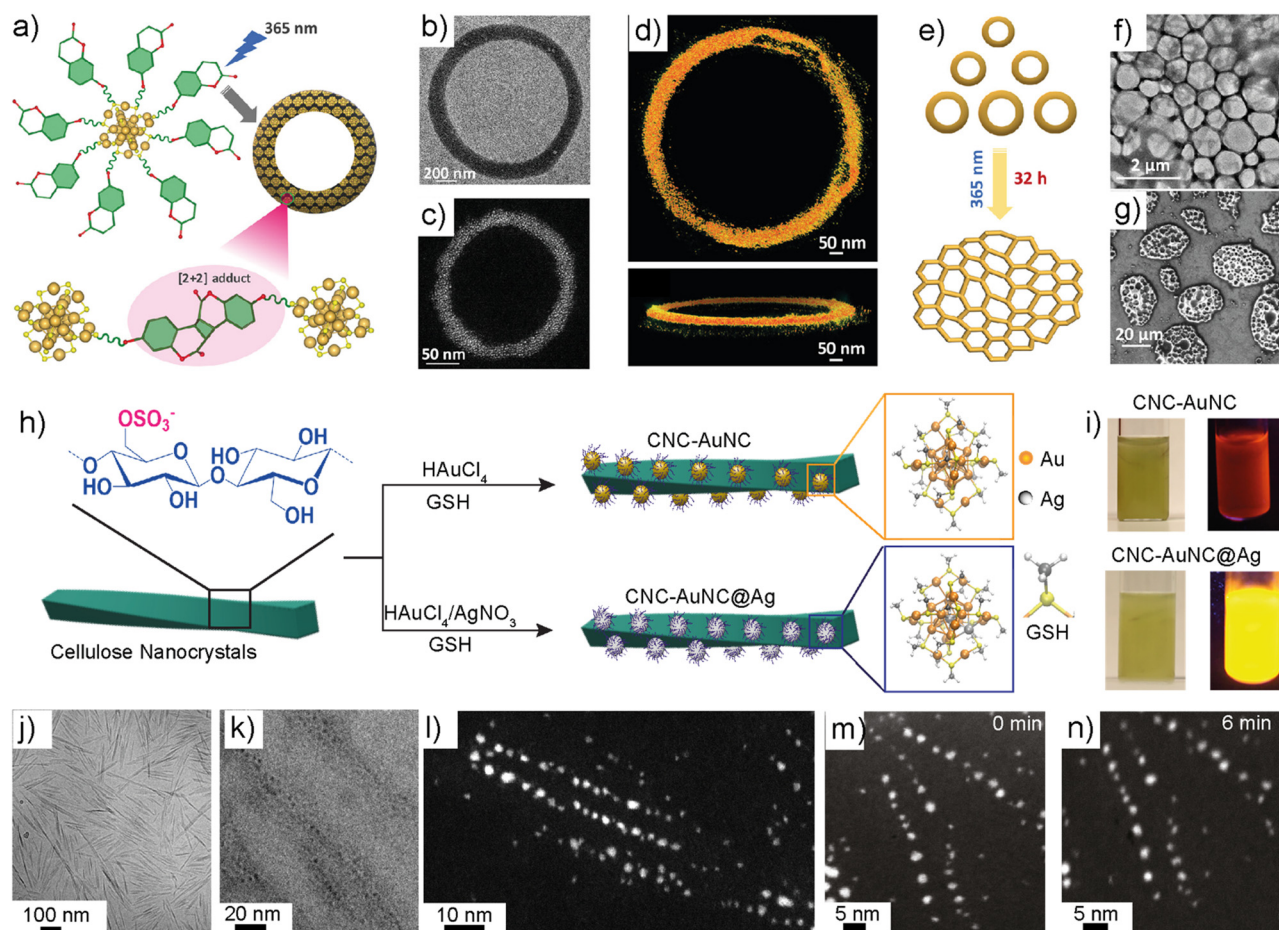 a)
365 nm
[2+2] adduct
b)
200 nm
c)
50 nm
d)
50 nm
50 nm
e)
365 nm
32 h
f)
2 µm
g)
20 µm
h)
OSO₃⁻
O
OH
O
HO
OH
O
HO
OH
O
O
OH
Cellulose Nanocrystals
HAuCl₄
GSH
HAuCl₄/AgNO₃
GSH
CNC-AuNC
CNC-AuNC@Ag
Au
Ag
GSH
i)
CNC-AuNC
CNC-AuNC@Ag
j)
100 nm
k)
20 nm
l)
10 nm
m)
0 min
5 nm
n)
6 min
5 nm